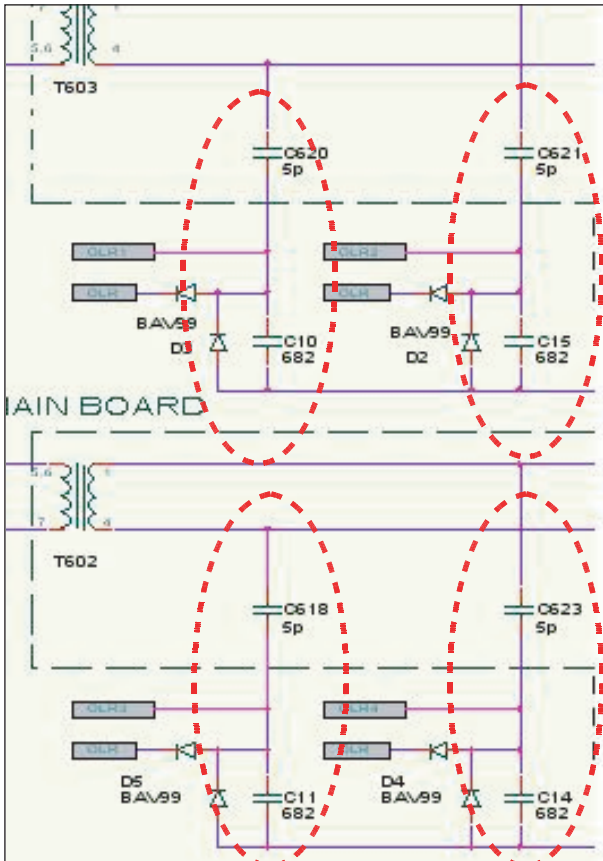 5,6
4
T603
C620
5p
C621
5p
OLR1
OLR2
OLR
OLR
BAV99
D3
C10
682
BAV99
D2
C15
682
MAIN BOARD
5,6
1
7
4
T602
C618
5p
C623
5p
OLR3
OLR4
OLR
OLR
D5
BAV99
C11
682
D4
BAV99
C14
682